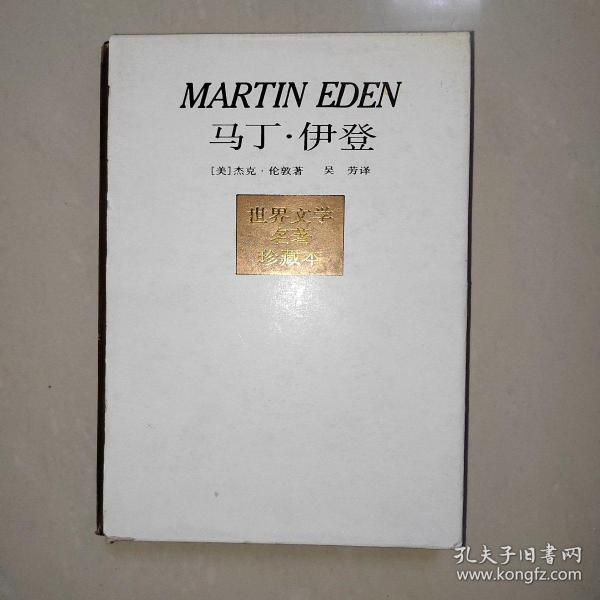 MARTIN EDEN
马丁·伊登
[美]杰克·伦敦著 吴 劳译
世界文学
名著
珍藏本
孔夫子旧书网
www.kongfz.com